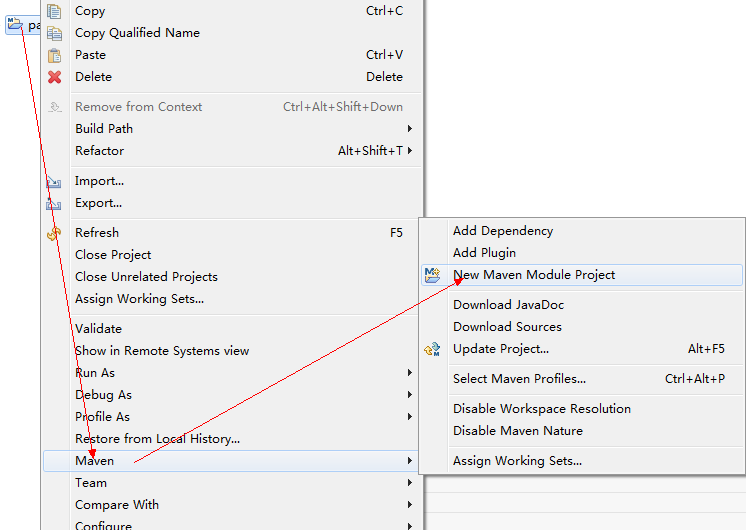 pa
Copy Ctrl+C
Copy Qualified Name
Paste Ctrl+V
Delete Delete
Remove from Context Ctrl+Alt+Shift+Down
Build Path
Refactor Alt+Shift+T
Import...
Export...
Refresh F5
Close Project
Close Unrelated Projects
Assign Working Sets...
Validate
Show in Remote Systems view
Run As
Debug As
Profile As
Restore from Local History...
Maven
Team
Compare With
Configure
Add Dependency
Add Plugin
New Maven Module Project
Download JavaDoc
Download Sources
Update Project... Alt+F5
Select Maven Profiles... Ctrl+Alt+P
Disable Workspace Resolution
Disable Maven Nature
Assign Working Sets...